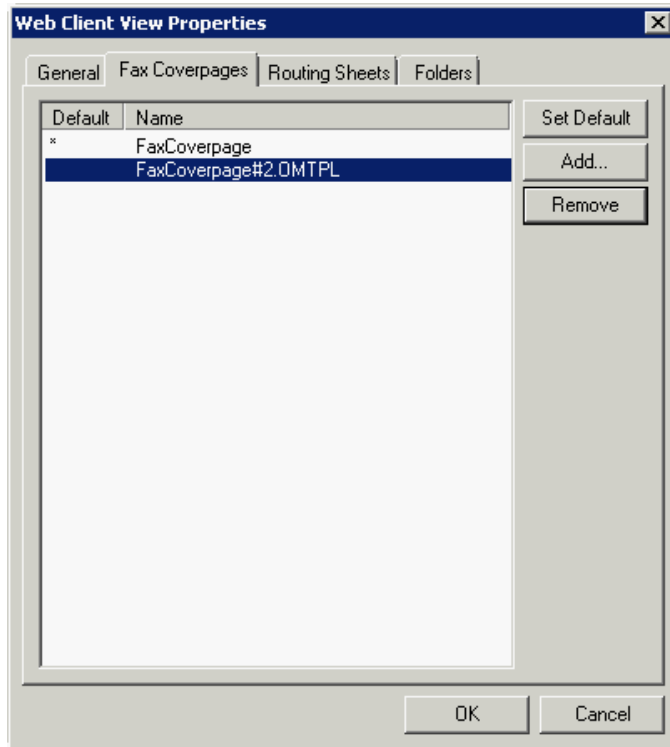 Web Client View Properties
General Fax Coverpages Routing Sheets Folders
Default Name Set Default
* FaxCoverpage
FaxCoverpage#2.OMTPL Add...
Remove
OK Cancel